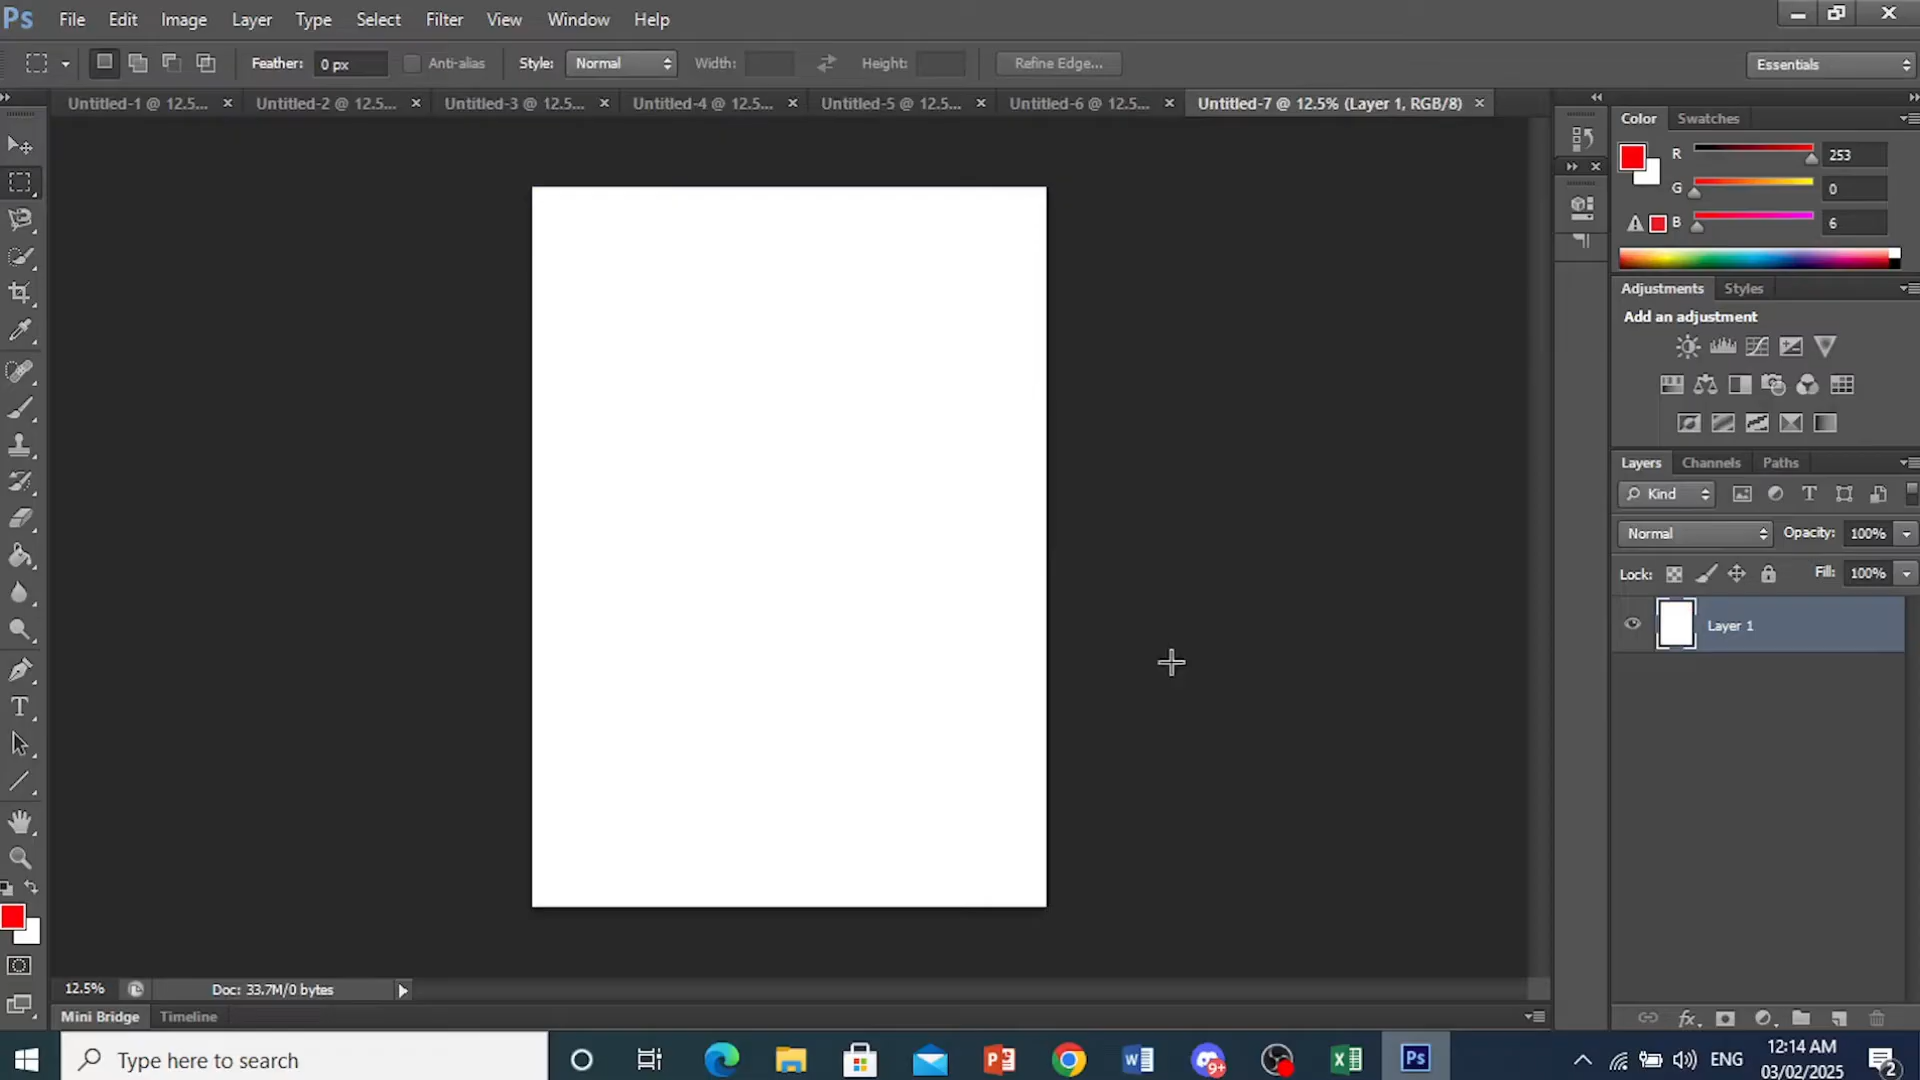 Ps File Edit Image Layer Type Select Filter View Window Help
Feather: 0 px Anti-alias Style: Normal Width: Height: Refine Edge... Essentials
Untitled-1 @ 12.5... × Untitled-2 @ 12.5... × Untitled-3 @ 12.5... × Untitled-4 @ 12.5... × Untitled-5 @ 12.5... × Untitled-6 @ 12.5... × Untitled-7 @ 12.5% (Layer 1, RGB/8) ×
Color Swatches
R 253
G 0
B 6
Adjustments Styles
Add an adjustment
Layers Channels Paths
Kind
Normal Opacity: 100%
Lock: Fill: 100%
Layer 1
12.5% Doc: 33.7M/0 bytes
Mini Bridge Timeline
Type here to search
9+
ENG
12:14 AM
03/02/2025
2